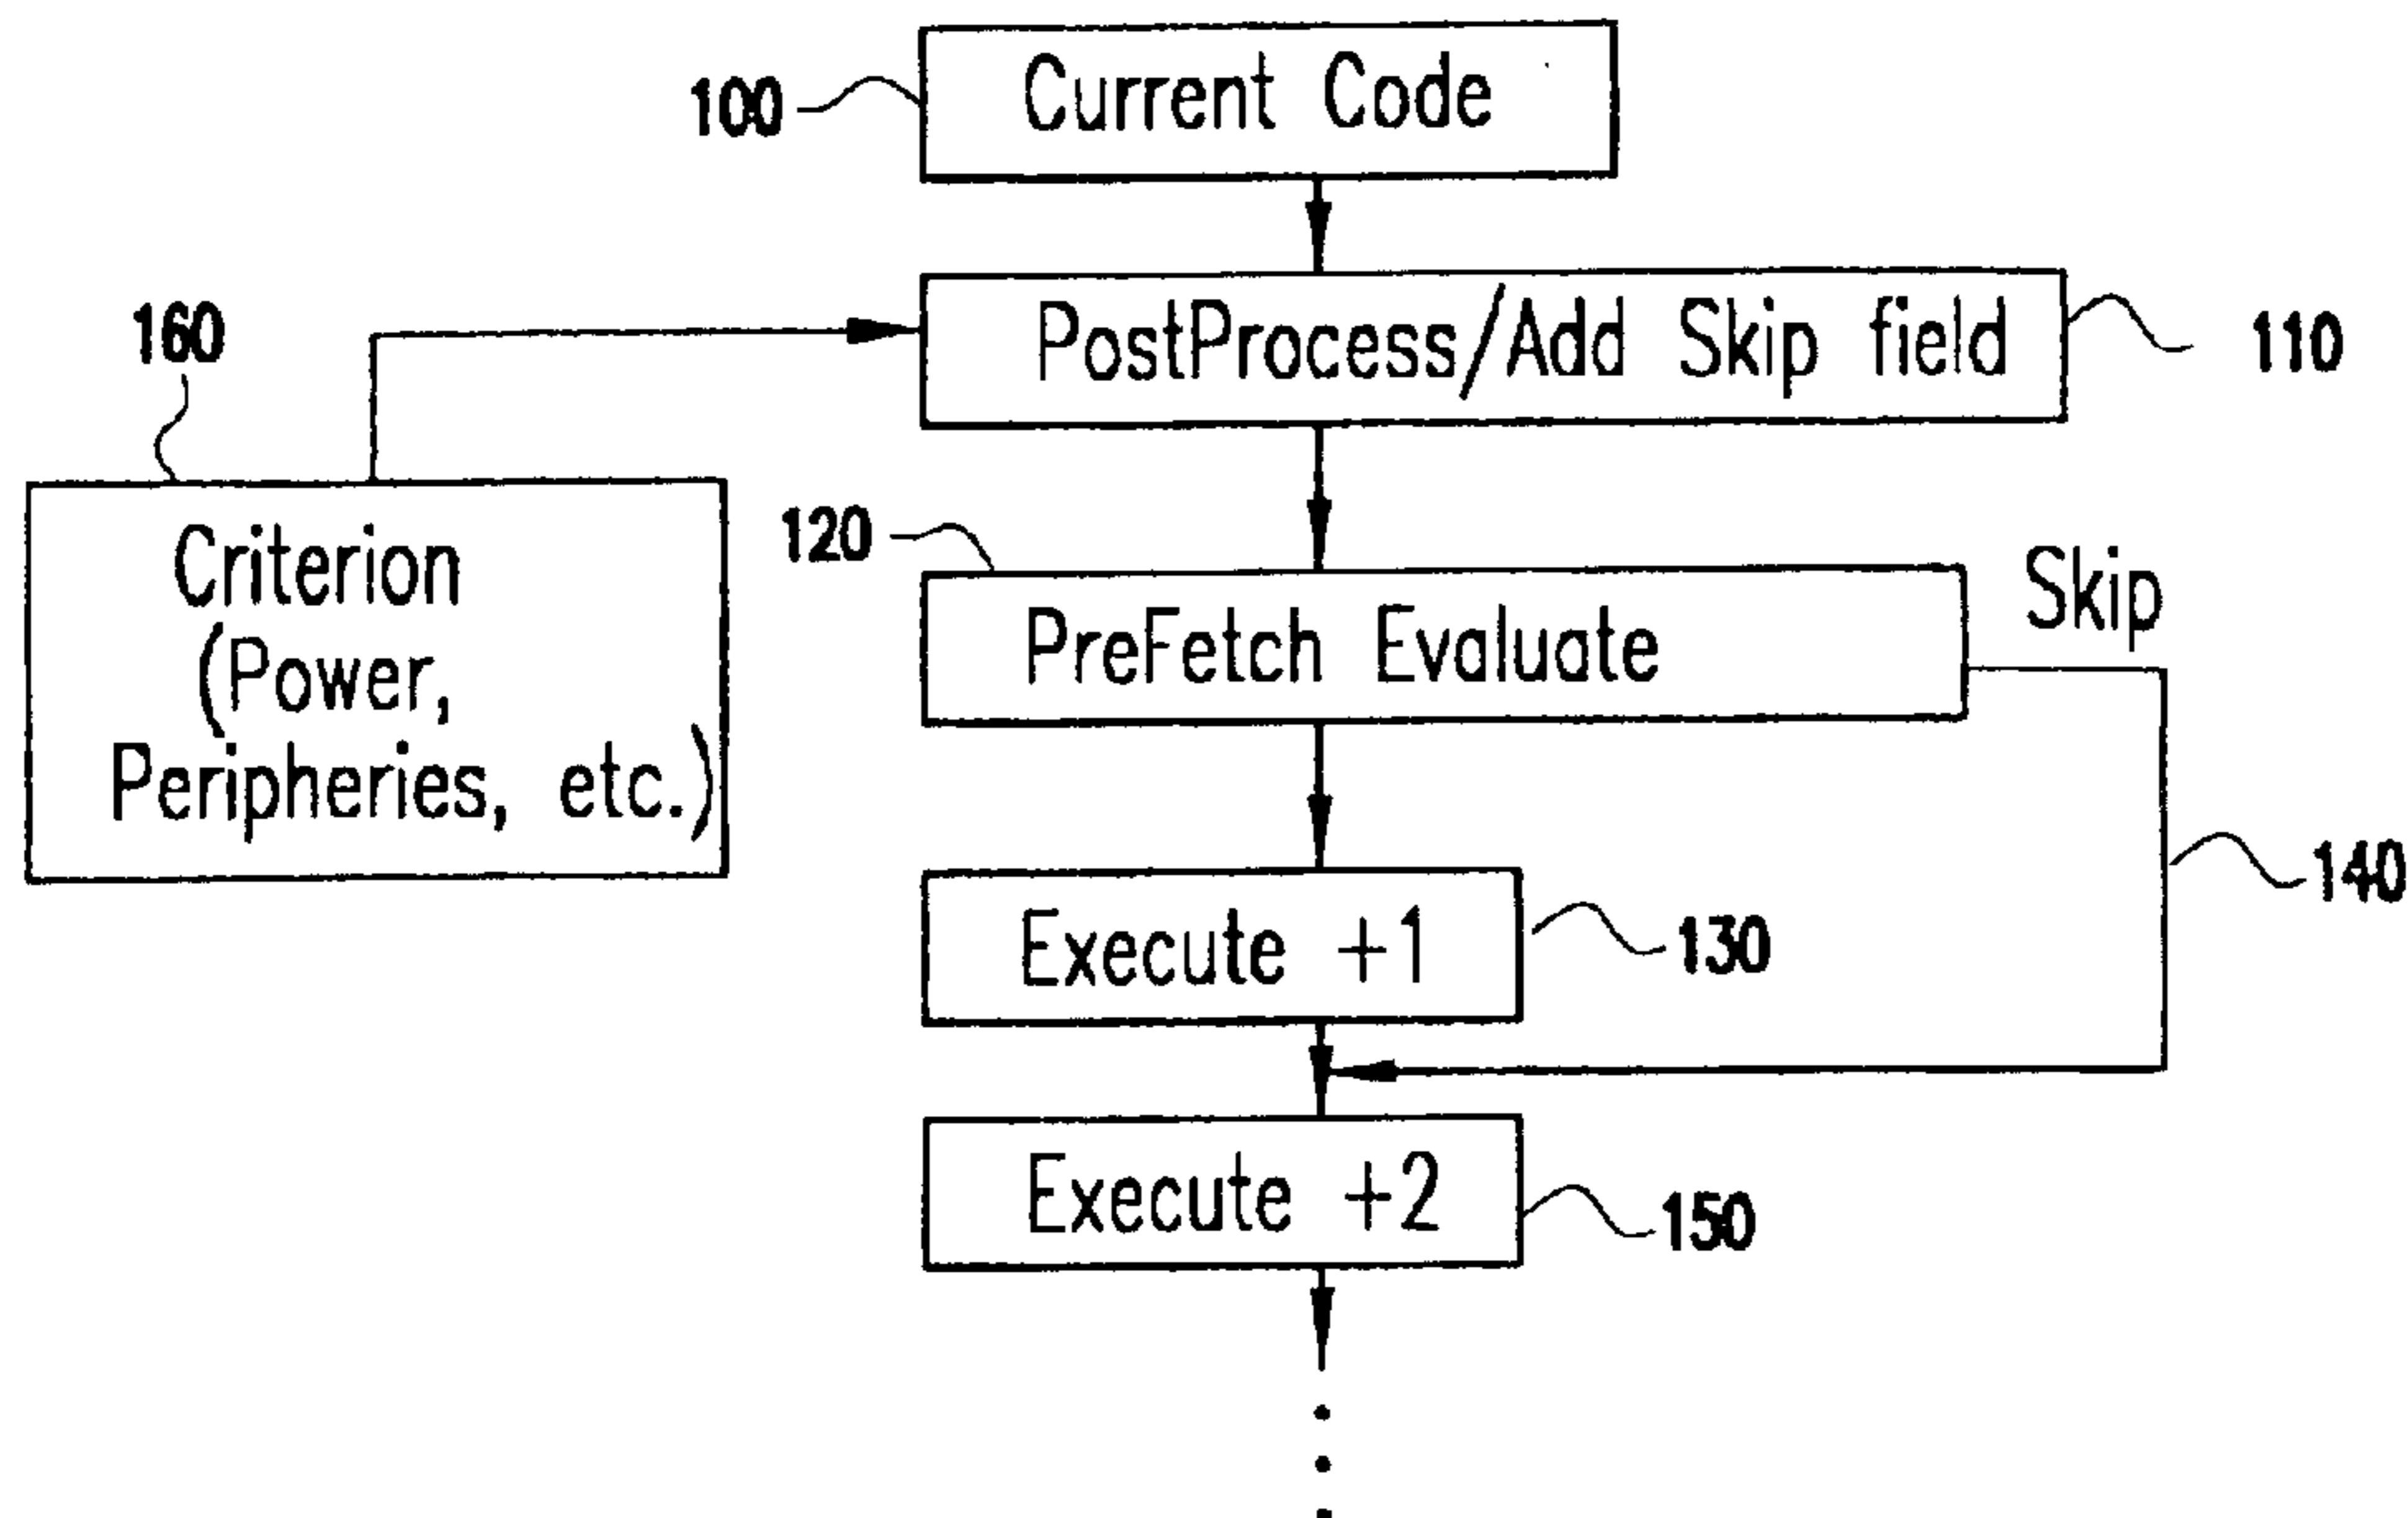 100
Current Code
PostProcess/Add Skip field
110
160
Criterion
(Power,
Peripheries, etc.)
120
PreFetch Evaluate
Skip
140
Execute +1
130
Execute +2
150